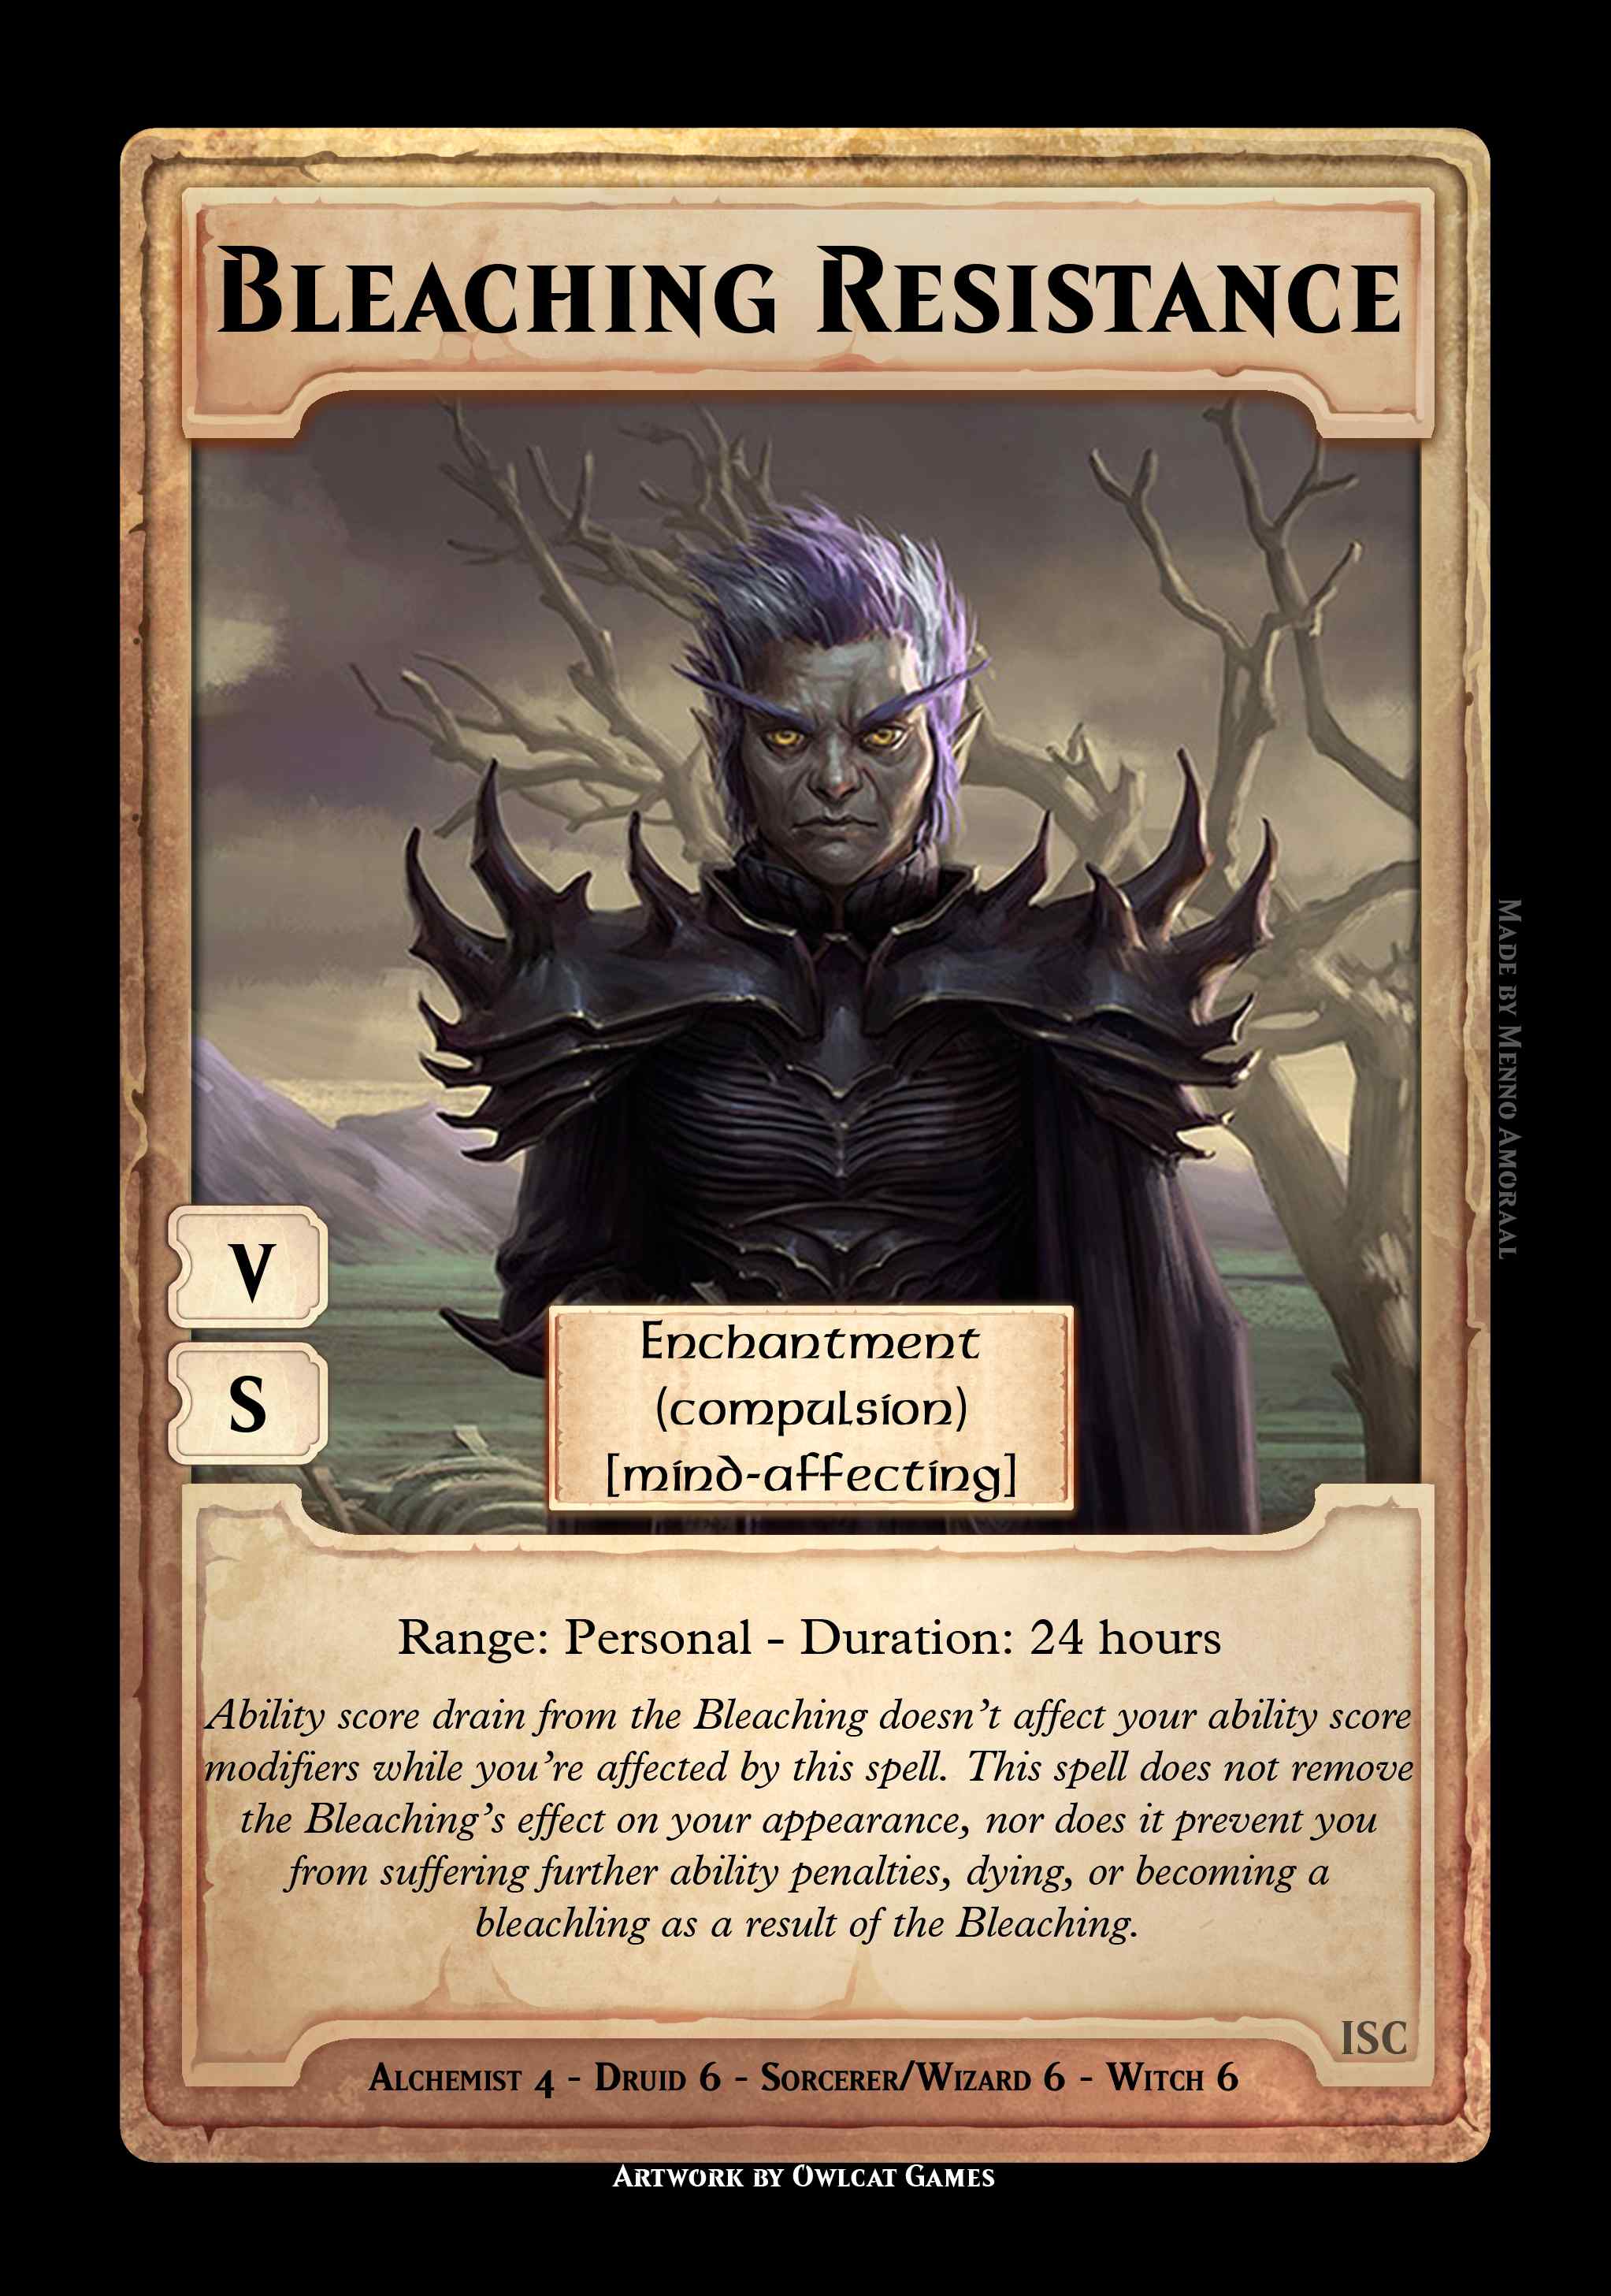 Bleaching Resistance
V
S
Enchantment
(compulsion)
[mind-affecting]
Range: Personal - Duration: 24 hours
Ability score drain from the Bleaching doesn't affect your ability score
modifiers while you're affected by this spell. This spell does not remove
the Bleaching's effect on your appearance, nor does it prevent you
from suffering further ability penalties, dying, or becoming a
bleachling as a result of the Bleaching.
ISC
Alchemist 4 - Druid 6 - Sorcerer/Wizard 6 - Witch 6
Artwork by Owlcat Games
Made by Menno Amoraal